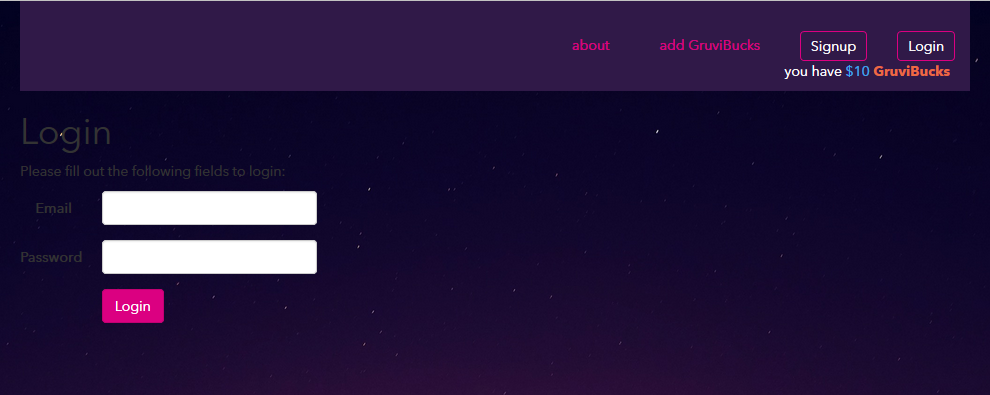 about add GruviBucks Signup Login
you have $10 GruviBucks
Login
Please fill out the following fields to login:
Email
Password
Login